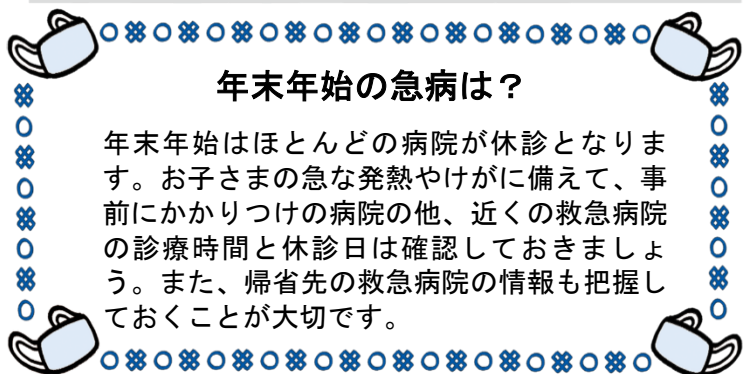 年末年始の急病は？
年末年始はほとんどの病院が休診となりま
す。お子さまの急な発熱やけがに備えて、事
前にかかりつけの病院の他、近くの救急病院
の診療時間と休診日は確認しておきましょ
う。また、帰省先の救急病院の情報も把握し
ておくことが大切です。